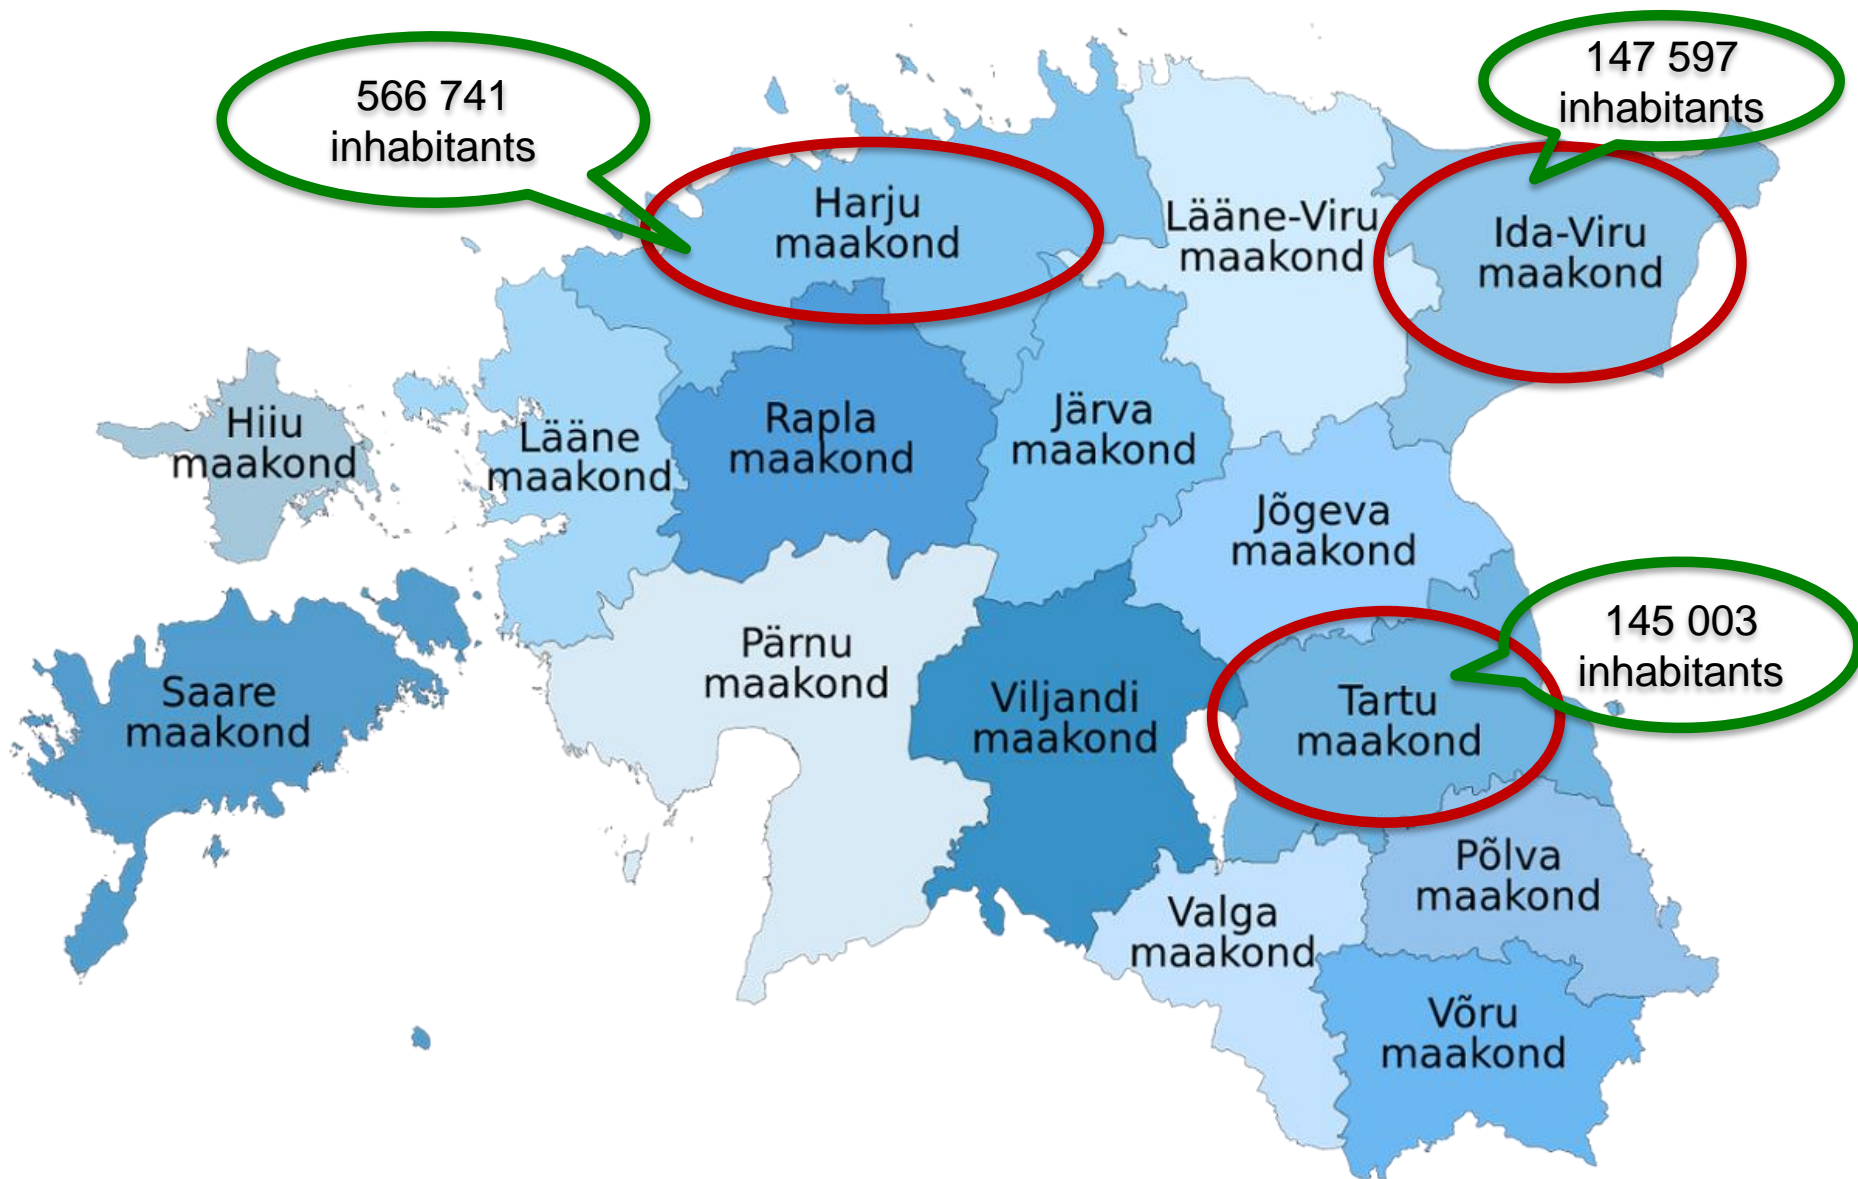 566 741
inhabitants
147 597
inhabitants
Harju
maakond
Lääne-Viru
maakond
Ida-Viru
maakond
Hiiu
maakond
Lääne
maakond
Rapla
maakond
Järva
maakond
Jõgeva
maakond
145 003
inhabitants
Saare
maakond
Pärnu
maakond
Viljandi
maakond
Tartu
maakond
Põlva
maakond
Valga
maakond
Võru
maakond